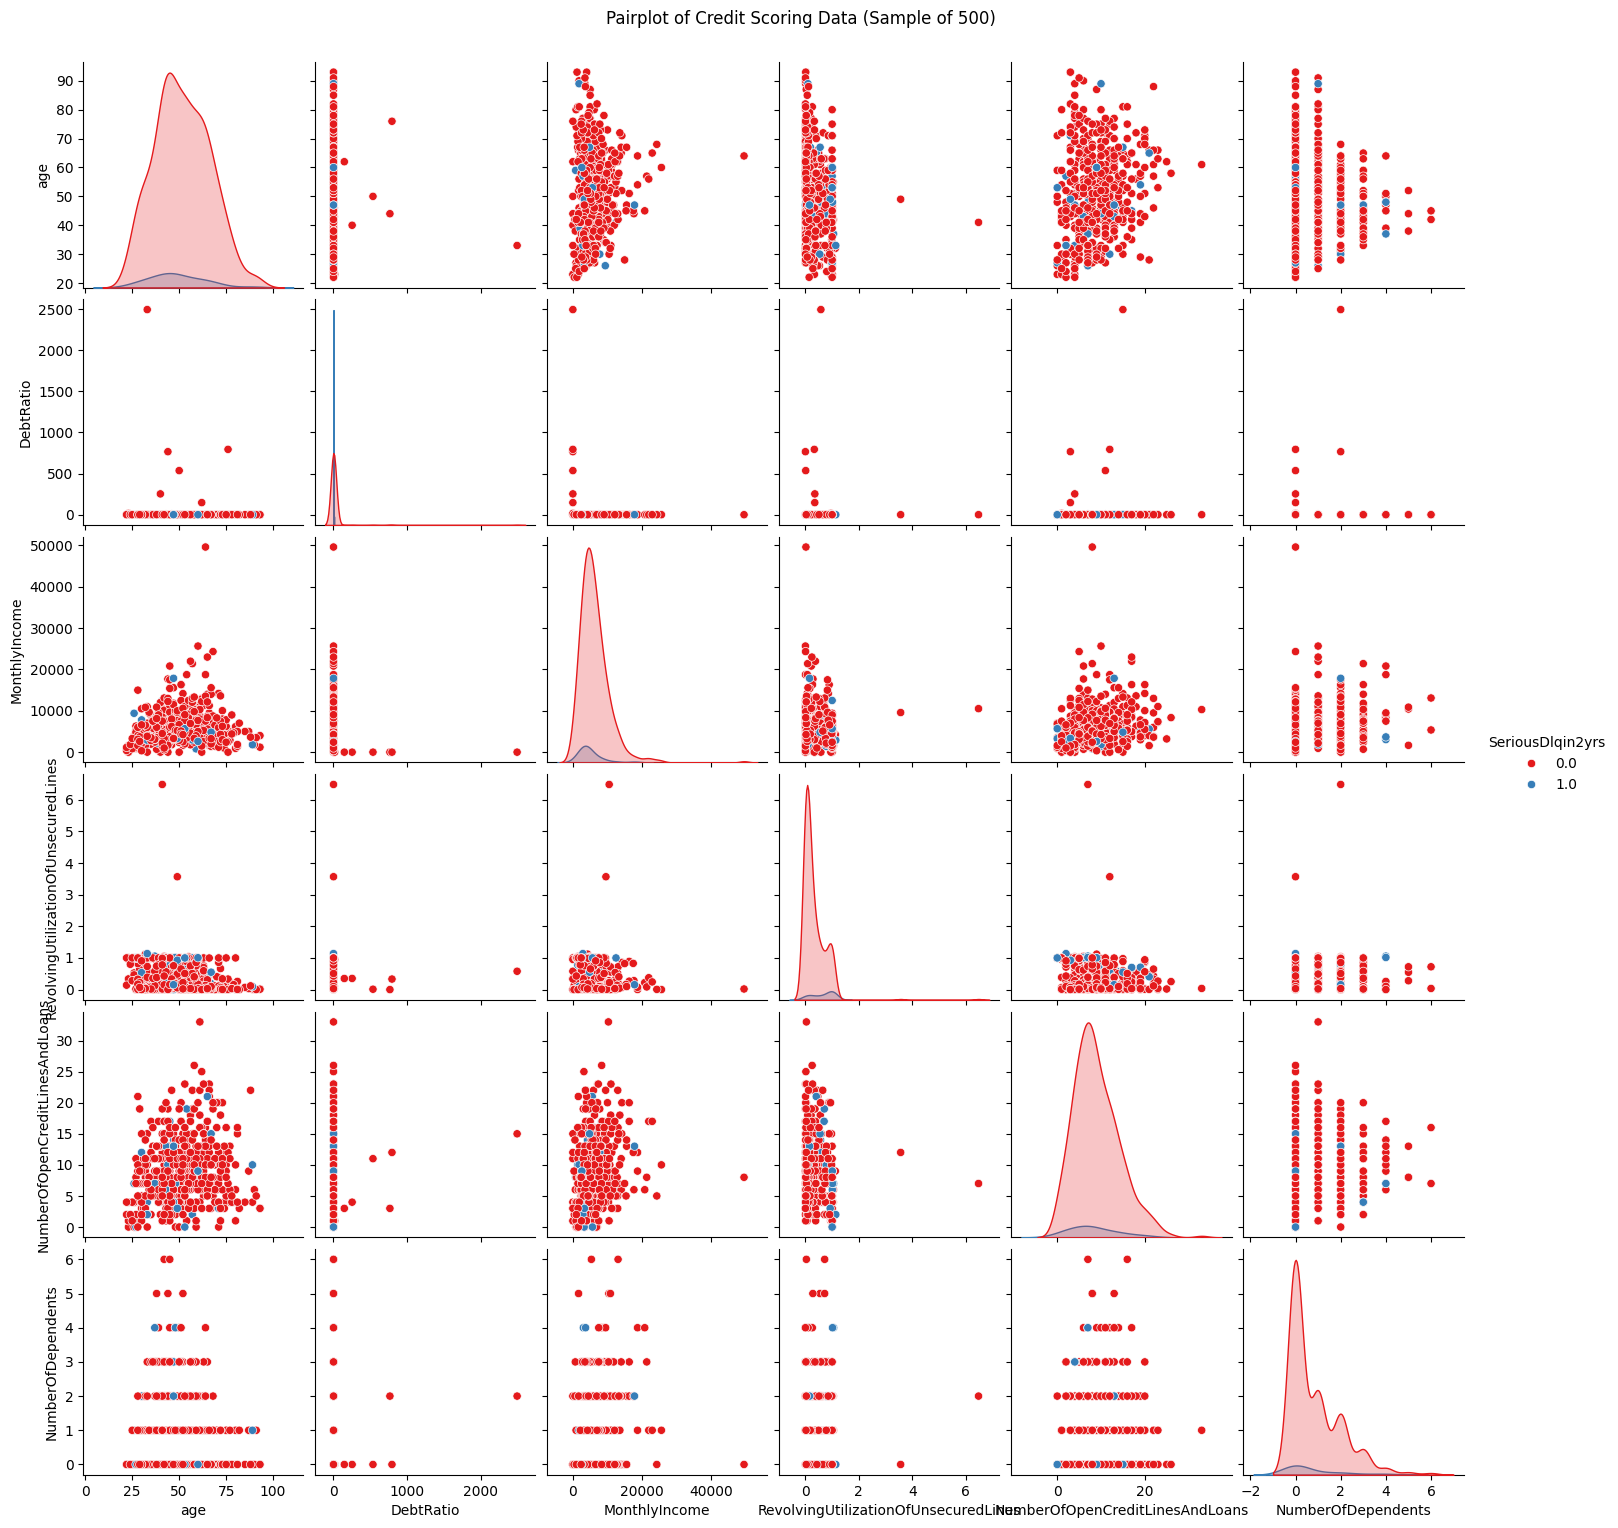 Pairplot of Credit Scoring Data (Sample of 500)
90
80
70
60
50
40
30
20
age
2500
2000
1500
1000
500
0
DebtRatio
50000
40000
30000
20000
10000
0
MonthlyIncome
SeriousDlqin2yrs
0.0
1.0
6
5
4
3
2
1
0
RevolvingUtilizationOfUnsecuredLines
30
25
20
15
10
5
0
NumberOfOpenCreditLinesAndLoans
6
5
4
3
2
1
0
NumberOfDependents
0 25 50 75 100
0 1000 2000
0 20000 40000
0 2 4 6
0 20
−2 0 2 4 6
age
DebtRatio
MonthlyIncome
RevolvingUtilizationOfUnsecuredLines
NumberOfOpenCreditLinesAndLoans
NumberOfDependents